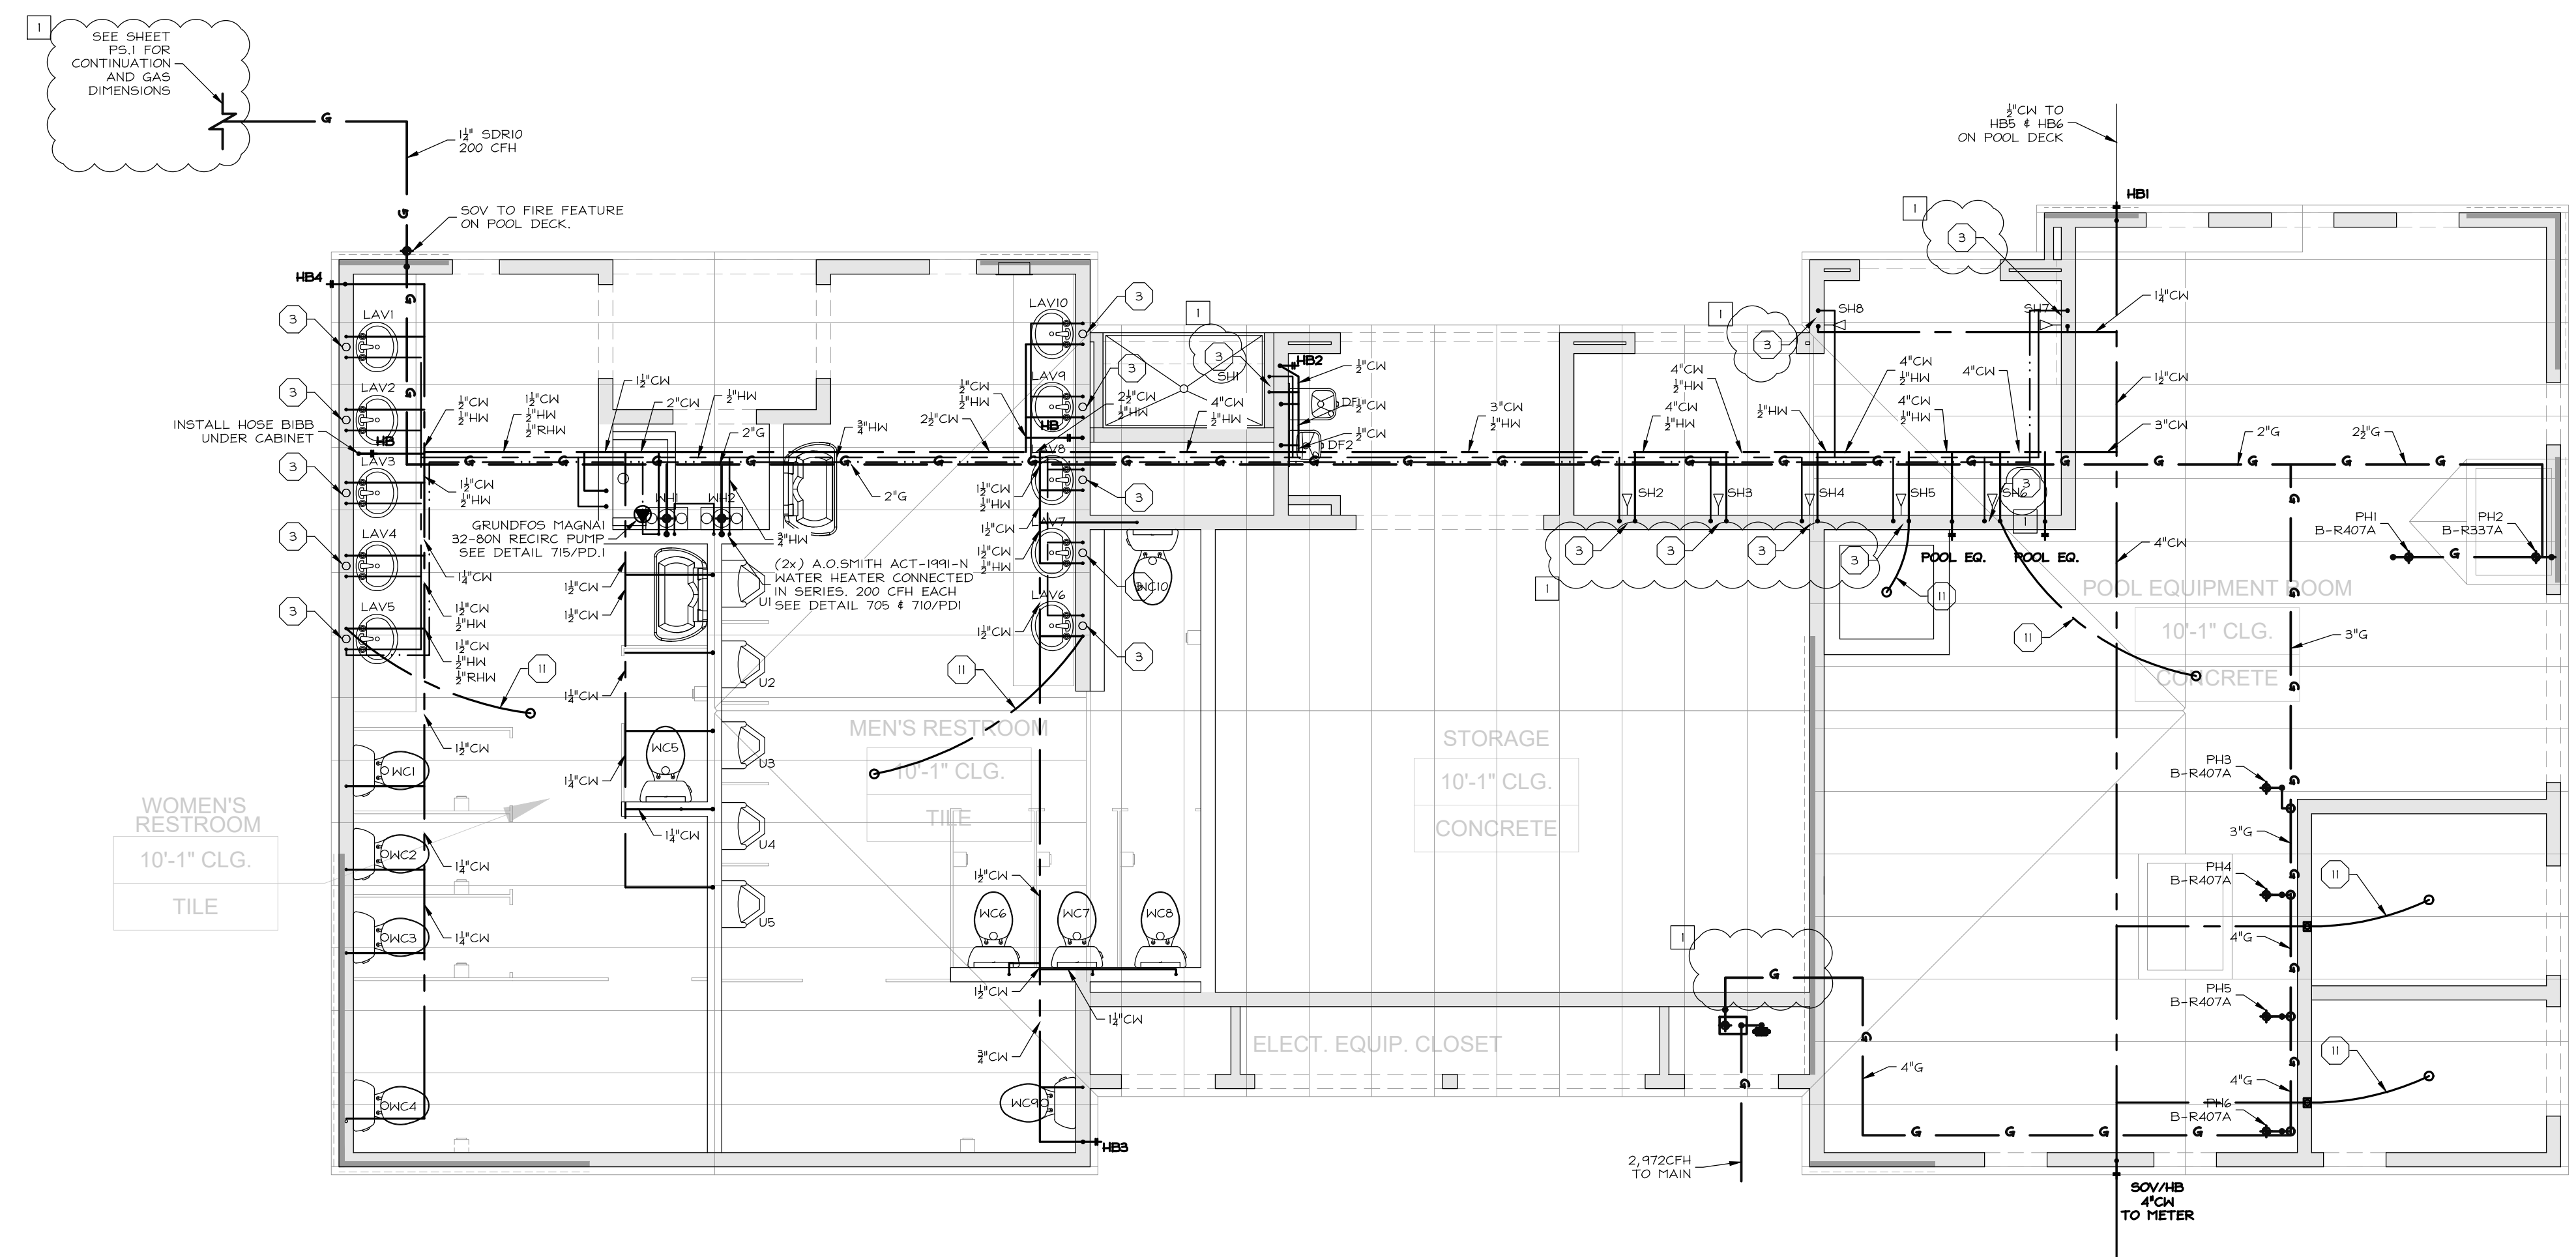 1
SEE SHEET
PS.1 FOR
CONTINUATION
AND GAS
DIMENSIONS
G
1¼" SDR10
200 CFH
G
SOV TO FIRE FEATURE
ON POOL DECK.
½"CW TO
HB5 & HB6
ON POOL DECK
HB1
1
3
HB4
G
3
LAV1
3
LAV2
INSTALL HOSE BIBB
UNDER CABINET
HB
3
LAV3
3
LAV4
3
LAV5
½"CW
½"HW
1½"CW
½"HW
½"RHW
1½"CW
2"CW
½"HW
2"G
¾"HW
2½"CW
½"CW
½"HW
2"G
1½"CW
½"HW
GRUNDFOS MAGNA1
32-80N RECIRC PUMP
SEE DETAIL 715/PD.1
WH1
WH2
¾"HW
(2x) A.O.SMITH ACT-1991-N
WATER HEATER CONNECTED
IN SERIES. 200 CFH EACH
SEE DETAIL 705 & 710/PD1
1¼"CW
½"CW
½"HW
1½"CW
½"HW
½"RHW
11
1½"CW
1½"CW
1½"CW
1¼"CW
1¼"CW
1¼"CW
1¼"CW
1¼"CW
WC1
WC2
WC3
WC4
WC5
U1
U2
U3
U4
U5
WOMEN'S
RESTROOM
10'-1" CLG.
TILE
MEN'S RESTROOM
10'-1" CLG.
TILE
LAV10
3
LAV9
3
HB
LAV8
3
LAV7
LAV6
3
2½"CW
½"HW
1½"CW
½"HW
1½"CW
1½"CW
½"HW
1½"CW
11
WC10
1½"CW
WC6
WC7
WC8
1½"CW
1¼"CW
¾"CW
WC9
HB3
1
3
SH1
4"CW
½"HW
HB2
½"CW
½"CW
½"CW
DF1
DF2
3"CW
½"HW
4"CW
½"HW
4"CW
½"HW
½"HW
4"CW
½"HW
4"CW
4"CW
½"HW
1
3
SH8
SH7
1¼"CW
1½"CW
3"CW
2"G
2½"G
SH2
SH3
SH4
SH5
SH6
3
1
3
3
3
3
1
11
POOL EQ.
POOL EQ.
4"CW
11
POOL EQUIPMENT ROOM
10'-1" CLG.
CONCRETE
PH1
B-R407A
PH2
B-R337A
G
3"G
PH3
B-R407A
3"G
PH4
B-R407A
4"G
PH5
B-R407A
4"G
PH6
B-R407A
11
11
STORAGE
10'-1" CLG.
CONCRETE
ELECT. EQUIP. CLOSET
1
G
G
4"G
G
G
G
G
G
2,972CFH
TO MAIN
SOV/HB
4"CW
TO METER